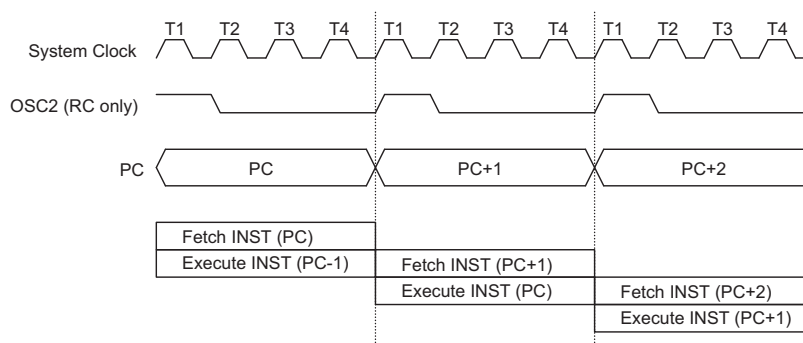 T1 T2 T3 T4 T1 T2 T3 T4 T1 T2 T3 T4
System Clock
OSC2 (RC only)
PC PC PC+1 PC+2
Fetch INST (PC)
Execute INST (PC-1) Fetch INST (PC+1)
Execute INST (PC) Fetch INST (PC+2)
Execute INST (PC+1)